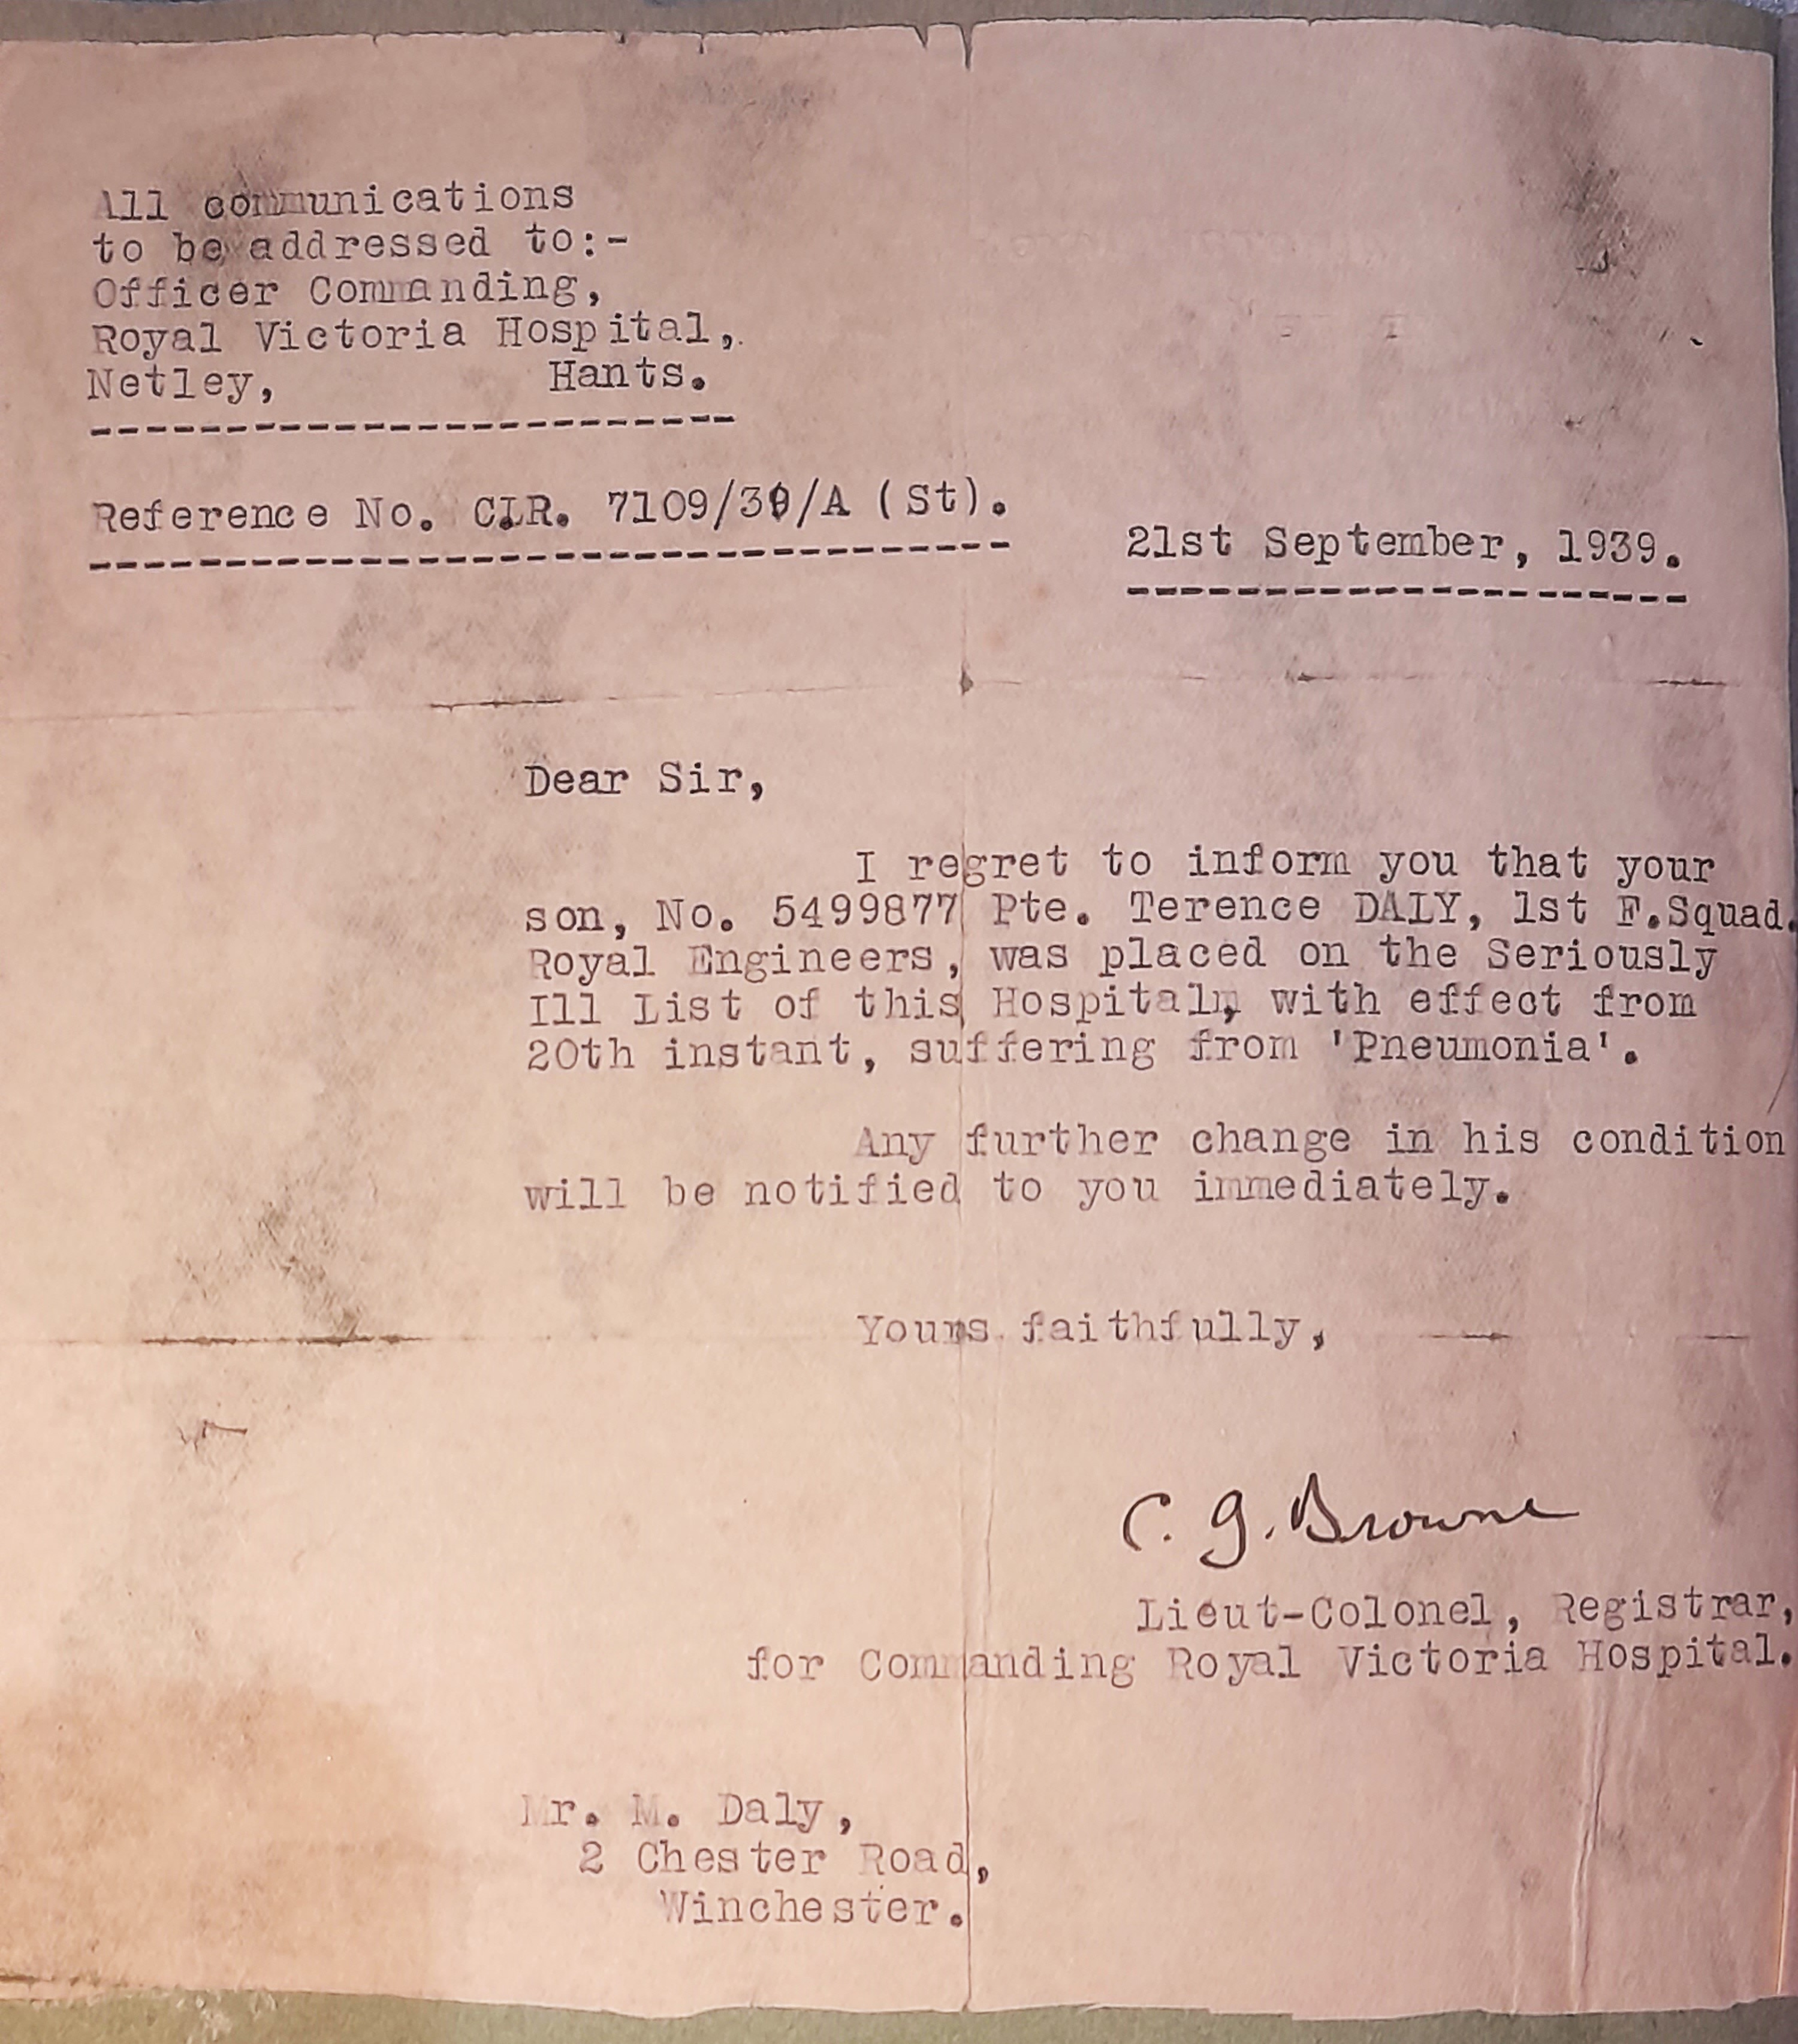 All communications
to be addressed to:-
Officer Commanding,
Royal Victoria Hospital,
Netley, Hants.
Reference No. CIR. 7109/39/A (St).
21st September, 1939.
Dear Sir,
I regret to inform you that your
son, No. 5499877 Pte. Terence DALY, 1st F.Squad.
Royal Engineers, was placed on the Seriously
Ill List of this Hospital, with effect from
20th instant, suffering from 'Pneumonia'.
Any further change in his condition
will be notified to you immediately.
Yours faithfully,
C. G. Browne
Lieut-Colonel, Registrar,
for Commanding Royal Victoria Hospital.
Mr. M. Daly,
2 Chester Road,
Winchester.